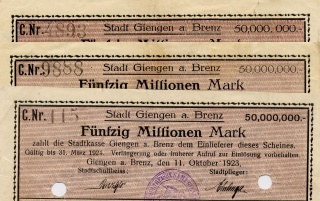 C.Nr. 7893 Stadt Giengen a. Brenz 50,000,000.-
C.Nr. 9888 Stadt Giengen a. Brenz 50,000,000.-
Fünfzig Millionen Mark
C.Nr. 115 Stadt Giengen a. Brenz 50,000,000.-
Fünfzig Millionen Mark
zahlt die Stadtkasse Giengen a. Brenz dem Einlieferer dieses Scheines.
Gültig bis 31. März 1924. Verlängerung oder früherer Aufruf zur Einlösung vorbehalten.
Giengen a. Brenz, den 11. Oktober 1923.
Stadtschultheiss: Stadtpfleger: